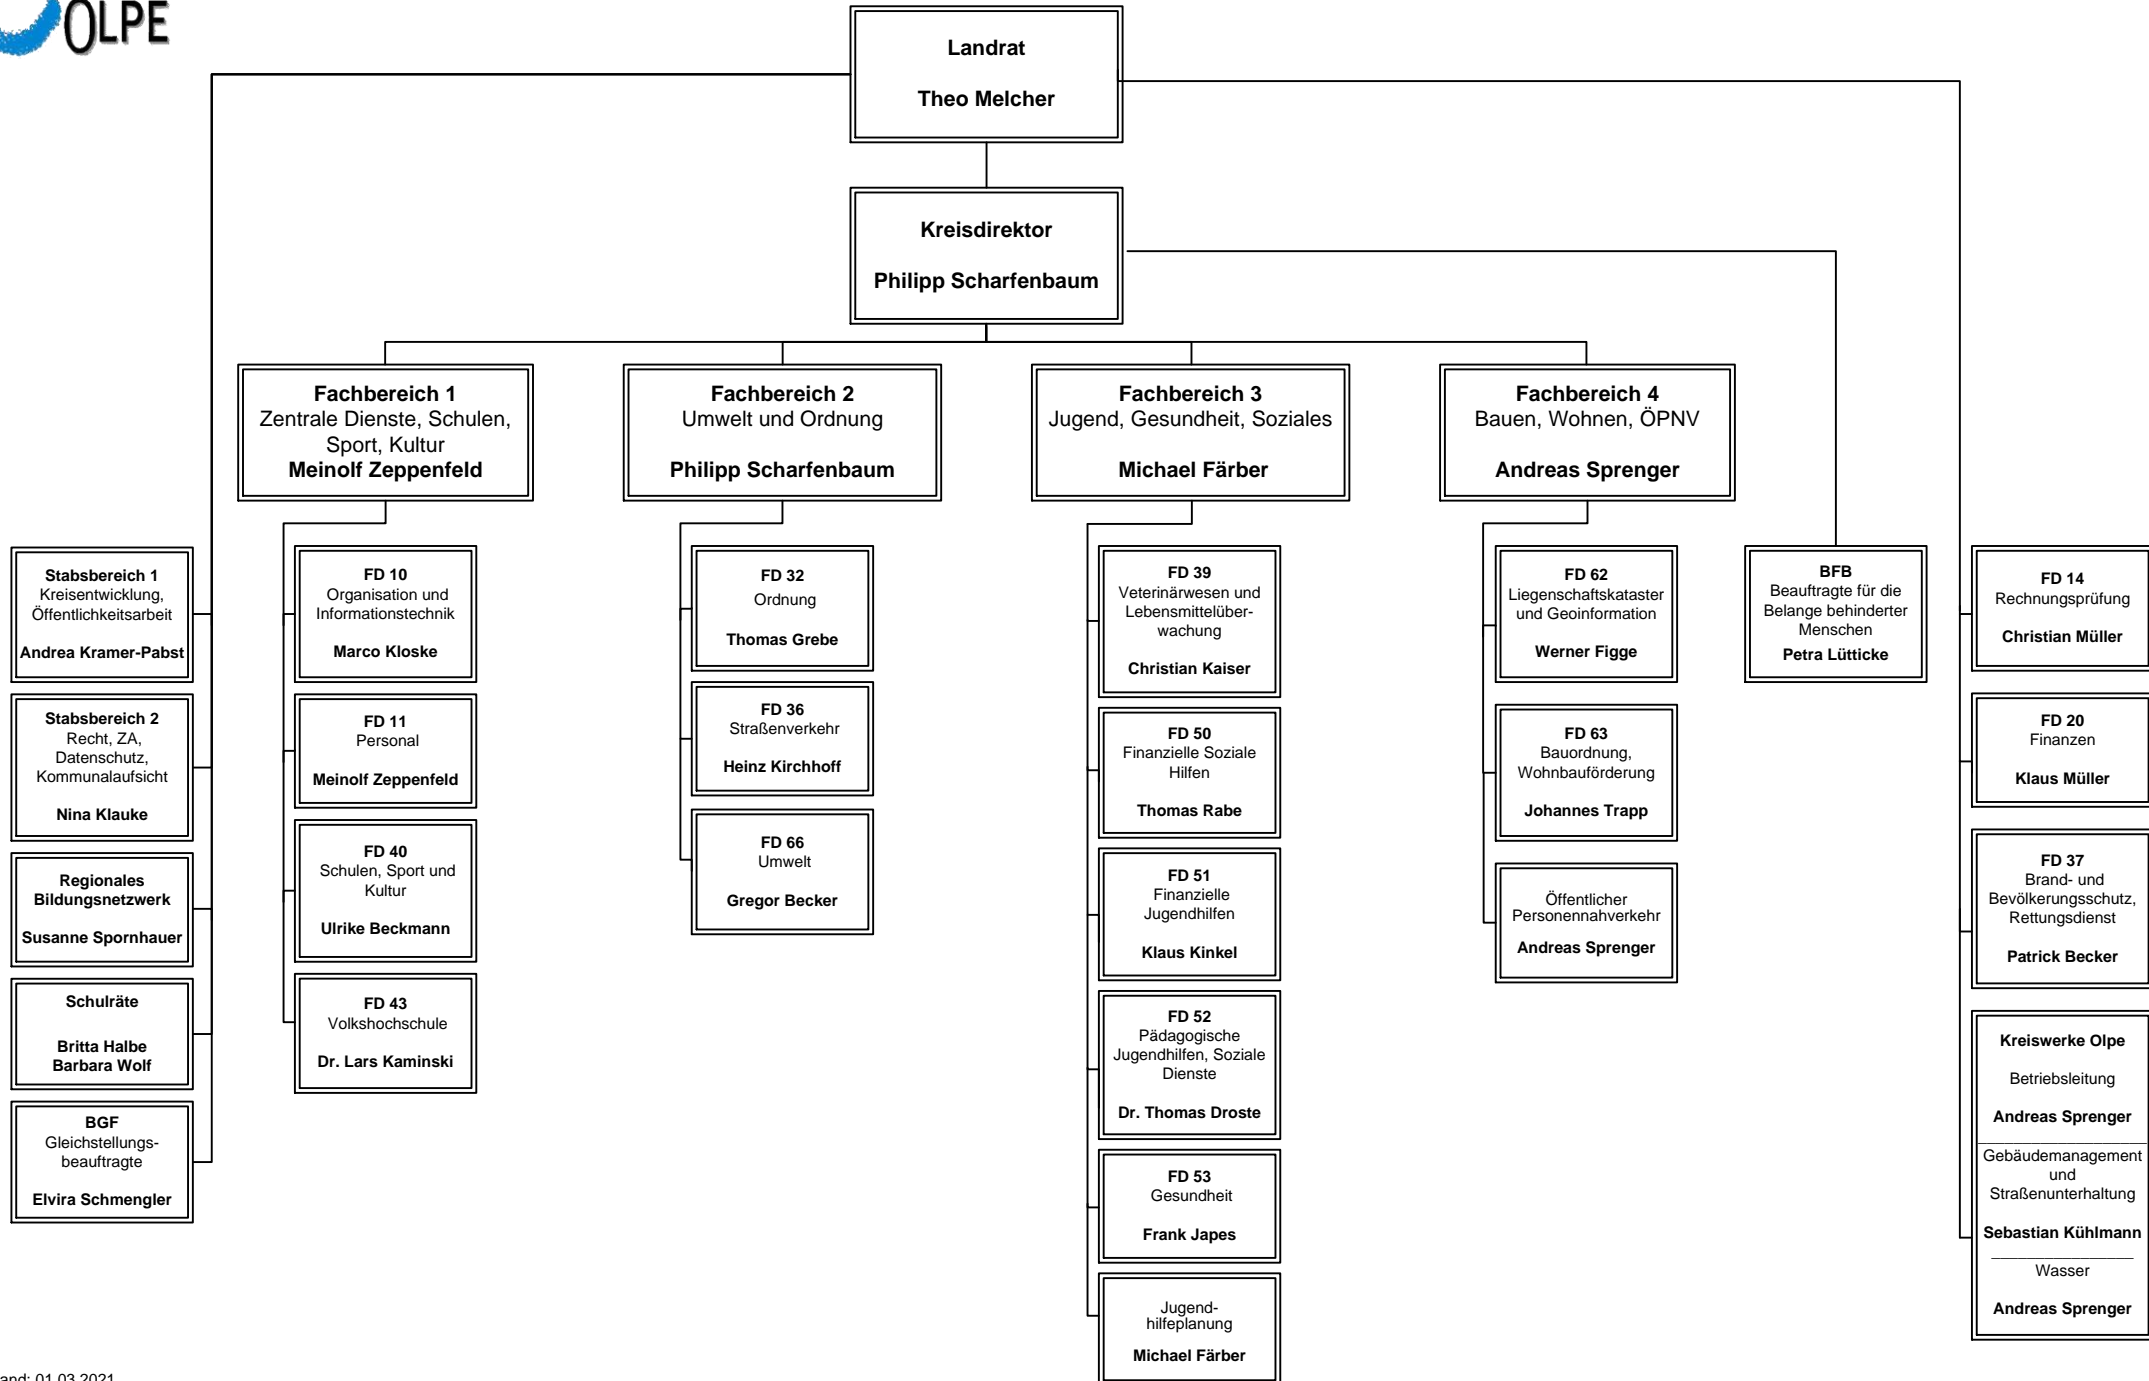 OLPE
Landrat
Theo Melcher
Kreisdirektor
Philipp Scharfenbaum
Fachbereich 1
Zentrale Dienste, Schulen,
Sport, Kultur
Meinolf Zeppenfeld
Fachbereich 2
Umwelt und Ordnung
Philipp Scharfenbaum
Fachbereich 3
Jugend, Gesundheit, Soziales
Michael Färber
Fachbereich 4
Bauen, Wohnen, ÖPNV
Andreas Sprenger
Stabsbereich 1
Kreisentwicklung,
Öffentlichkeitsarbeit
Andrea Kramer-Pabst
Stabsbereich 2
Recht, ZA,
Datenschutz,
Kommunalaufsicht
Nina Klauke
Regionales
Bildungsnetzwerk
Susanne Spornhauer
Schulräte
Britta Halbe
Barbara Wolf
BGF
Gleichstellungs-
beauftragte
Elvira Schmengler
FD 10
Organisation und
Informationstechnik
Marco Kloske
FD 11
Personal
Meinolf Zeppenfeld
FD 40
Schulen, Sport und
Kultur
Ulrike Beckmann
FD 43
Volkshochschule
Dr. Lars Kaminski
FD 32
Ordnung
Thomas Grebe
FD 36
Straßenverkehr
Heinz Kirchhoff
FD 66
Umwelt
Gregor Becker
FD 39
Veterinärwesen und
Lebensmittelüber-
wachung
Christian Kaiser
FD 50
Finanzielle Soziale
Hilfen
Thomas Rabe
FD 51
Finanzielle
Jugendhilfen
Klaus Kinkel
FD 52
Pädagogische
Jugendhilfen, Soziale
Dienste
Dr. Thomas Droste
FD 53
Gesundheit
Frank Japes
Jugend-
hilfeplanung
Michael Färber
FD 62
Liegenschaftskataster
und Geoinformation
Werner Figge
FD 63
Bauordnung,
Wohnbauförderung
Johannes Trapp
Öffentlicher
Personennahverkehr
Andreas Sprenger
BFB
Beauftragte für die
Belange behinderter
Menschen
Petra Lütticke
FD 14
Rechnungsprüfung
Christian Müller
FD 20
Finanzen
Klaus Müller
FD 37
Brand- und
Bevölkerungsschutz,
Rettungsdienst
Patrick Becker
Kreiswerke Olpe
Betriebsleitung
Andreas Sprenger
Gebäudemanagement
und
Straßenunterhaltung
Sebastian Kühlmann
Wasser
Andreas Sprenger
and: 01.03.2021